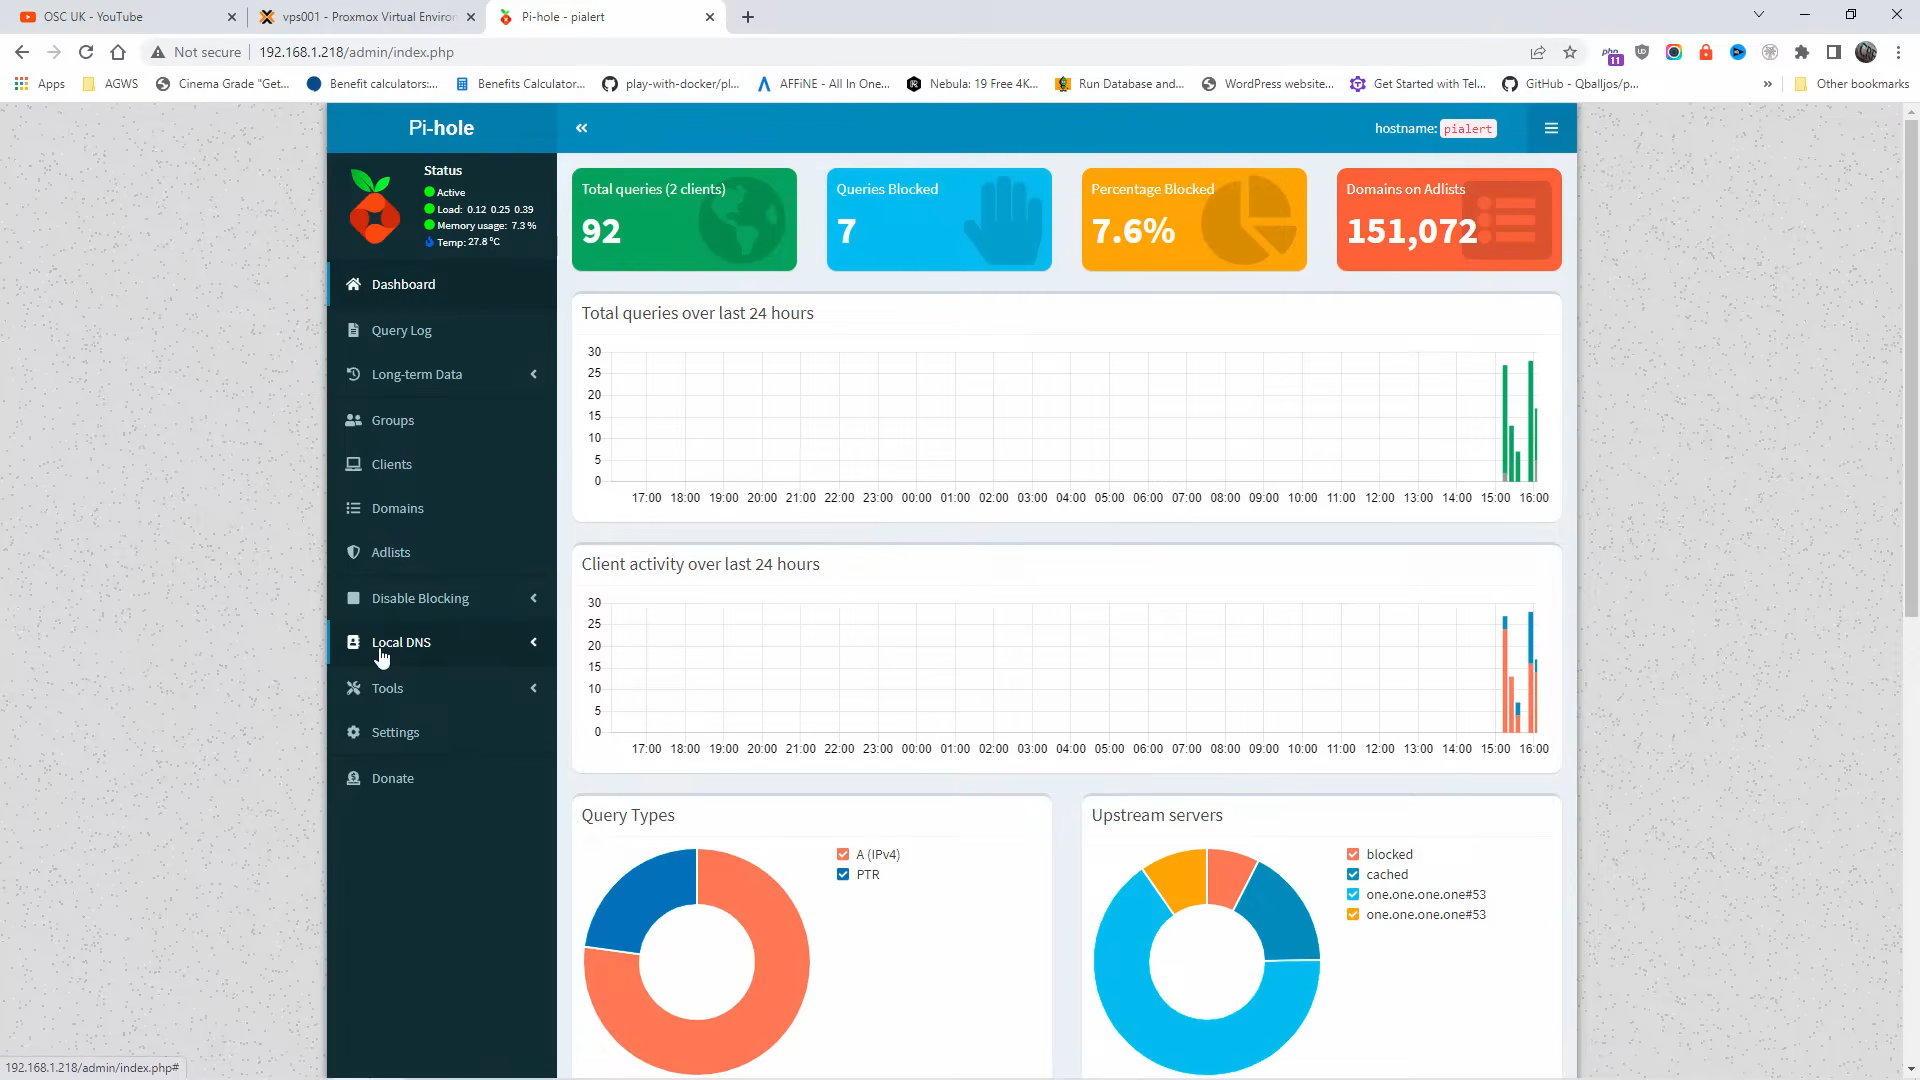 OSC UK - YouTube
vps001 - Proxmox Virtual Environ
Pi-hole - pialert
Not secure
192.168.1.218/admin/index.php
php
11
Apps
AGWS
Cinema Grade "Get...
Benefit calculators:...
Benefits Calculator...
play-with-docker/pl...
AFFiNE - All In One...
Nebula: 19 Free 4K...
Run Database and...
WordPress website...
Get Started with Tel...
GitHub - Qballjos/p...
»
Other bookmarks
Pi-hole
hostname: pialert
Status
Active
Load: 0.12 0.25 0.39
Memory usage: 7.3 %
Temp: 27.8 °C
Dashboard
Query Log
Long-term Data
Groups
Clients
Domains
Adlists
Disable Blocking
Local DNS
Tools
Settings
Donate
Total queries (2 clients)
92
Queries Blocked
7
Percentage Blocked
7.6%
Domains on Adlists
151,072
Total queries over last 24 hours
30
25
20
15
10
5
0
17:00 18:00 19:00 20:00 21:00 22:00 23:00 00:00 01:00 02:00 03:00 04:00 05:00 06:00 07:00 08:00 09:00 10:00 11:00 12:00 13:00 14:00 15:00 16:00
Client activity over last 24 hours
30
25
20
15
10
5
0
17:00 18:00 19:00 20:00 21:00 22:00 23:00 00:00 01:00 02:00 03:00 04:00 05:00 06:00 07:00 08:00 09:00 10:00 11:00 12:00 13:00 14:00 15:00 16:00
Query Types
A (IPv4)
PTR
Upstream servers
blocked
cached
one.one.one.one#53
one.one.one.one#53
192.168.1.218/admin/index.php#